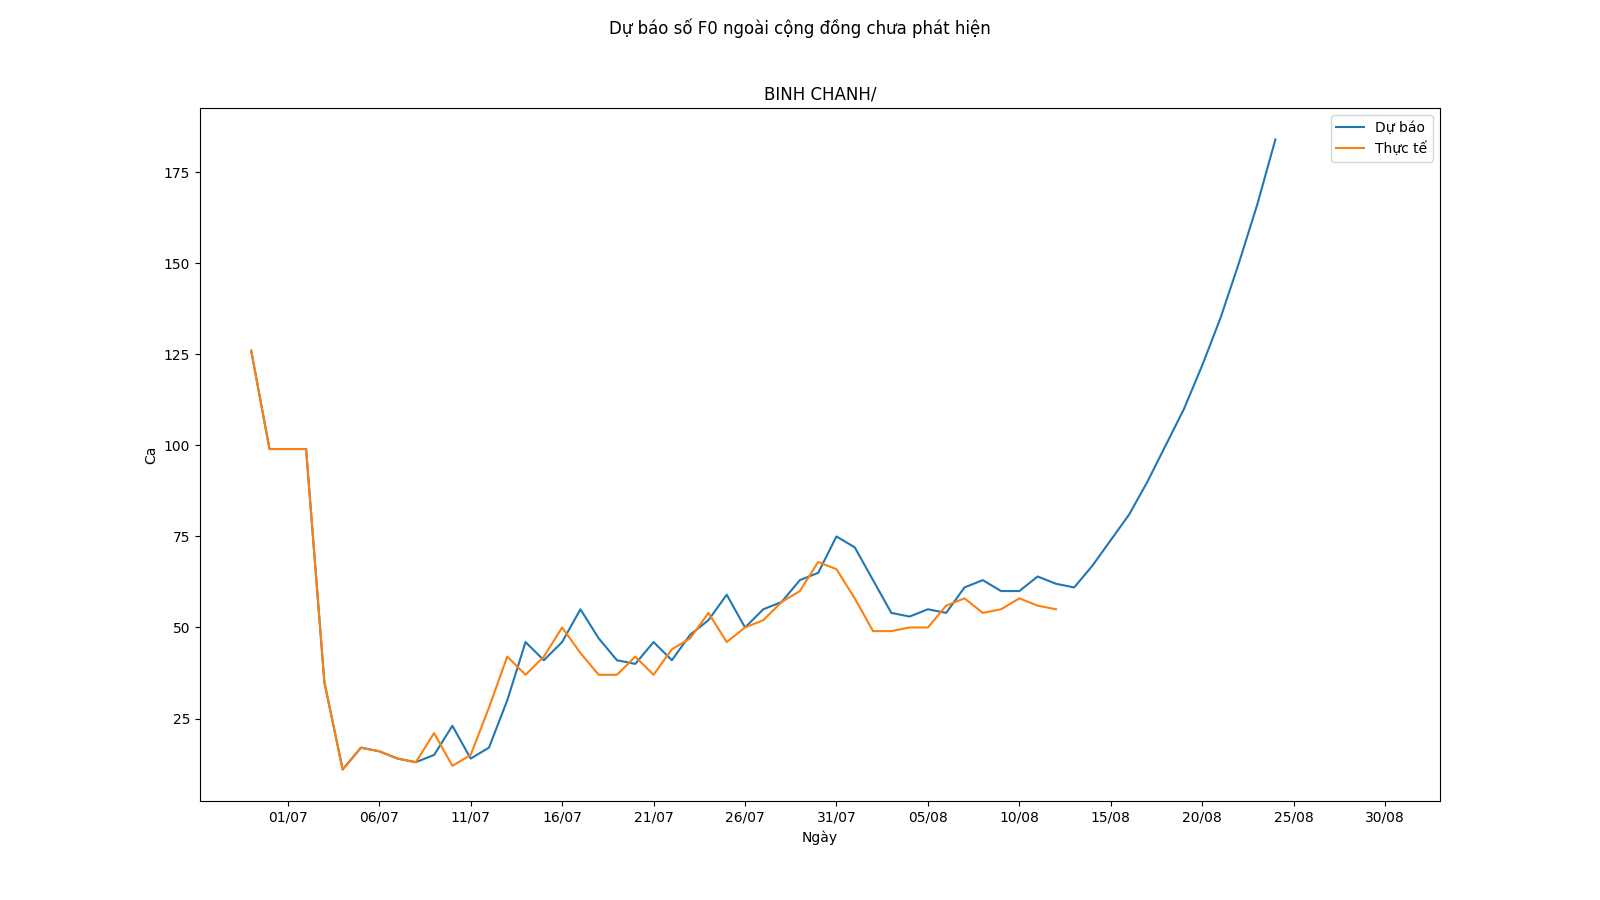 Dự báo số F0 ngoài cộng đồng chưa phát hiện
BINH CHANH/
Dự báo
Thực tế
175
150
125
100
75
50
25
Ca
01/07 06/07 11/07 16/07 21/07 26/07 31/07 05/08 10/08 15/08 20/08 25/08 30/08
Ngày